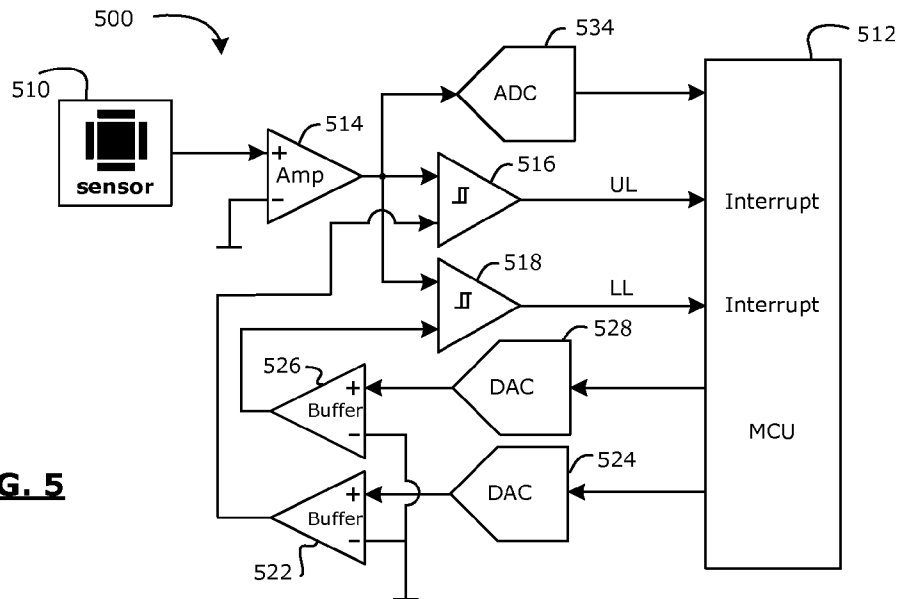 500
534
512
510
ADC
514
sensor
+
Amp
-
516
UL
Interrupt
518
LL
Interrupt
528
526
DAC
+
Buffer
-
MCU
524
G. 5
DAC
+
Buffer
-
522